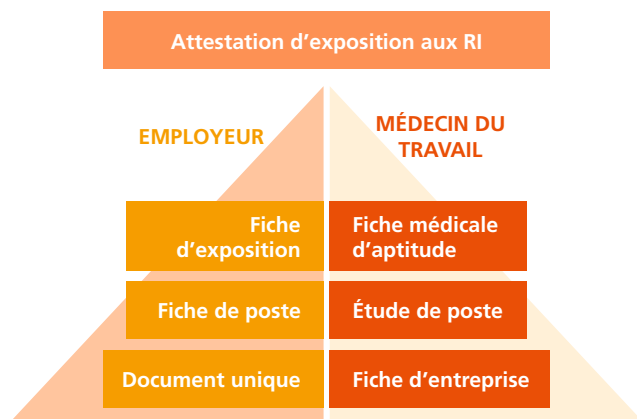 Attestation d'exposition aux RI
EMPLOYEUR
MÉDECIN DU
TRAVAIL
Fiche
d'exposition
Fiche médicale
d'aptitude
Fiche de poste
Étude de poste
Document unique
Fiche d'entreprise